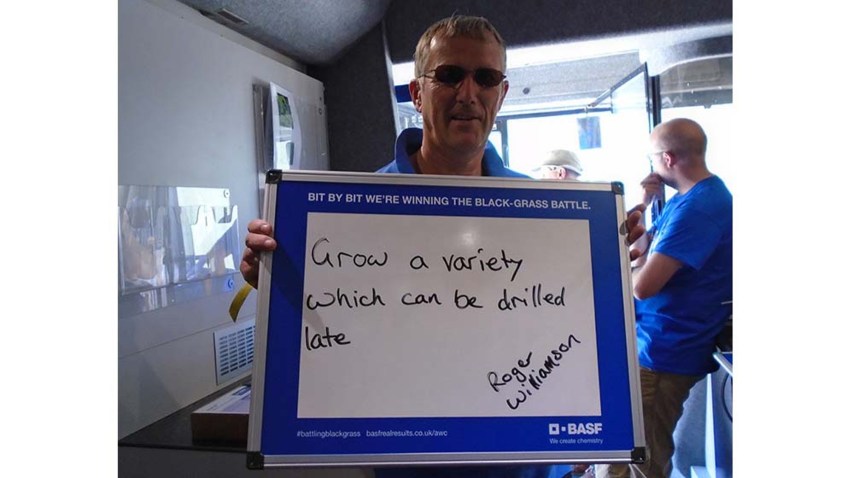 BIT BY BIT WE'RE WINNING THE BLACK-GRASS BATTLE.
Grow a variety
which can be drilled
late
Roger
Williamson
#battlingblackgrass basfrealresults.co.uk/awc
BASF
We create chemistry